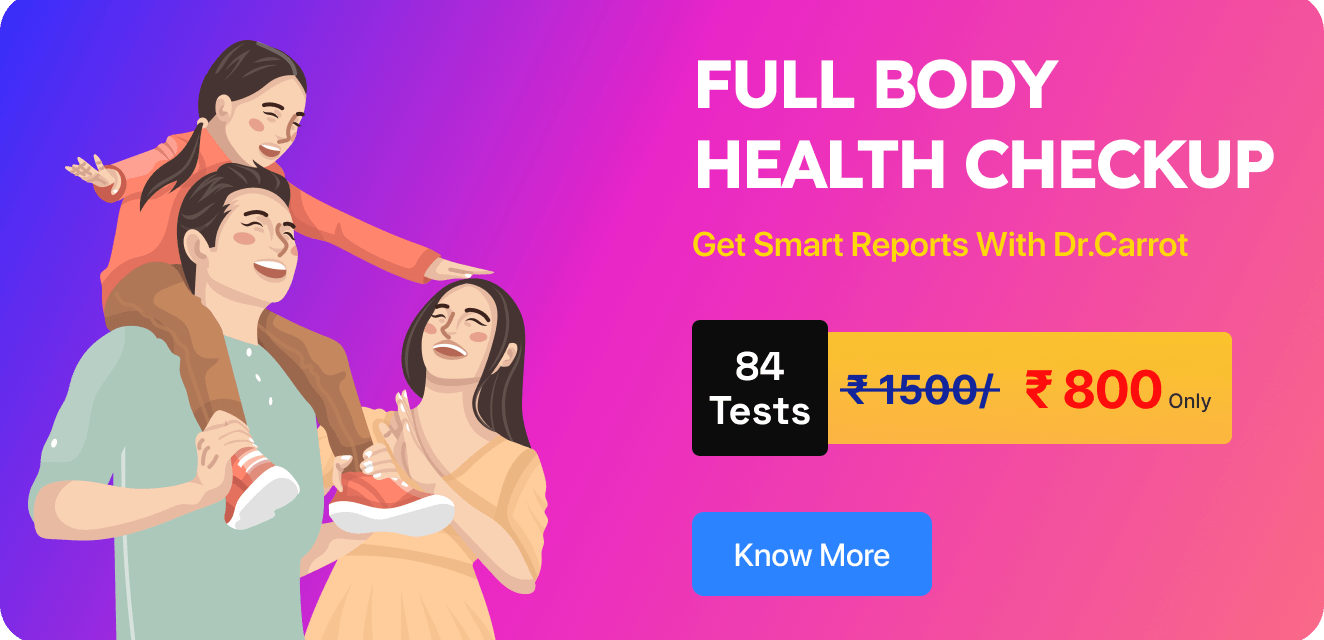 FULL BODY
HEALTH CHECKUP
Get Smart Reports With Dr.Carrot
84
Tests
₹ 1500/ ₹ 800 Only
Know More